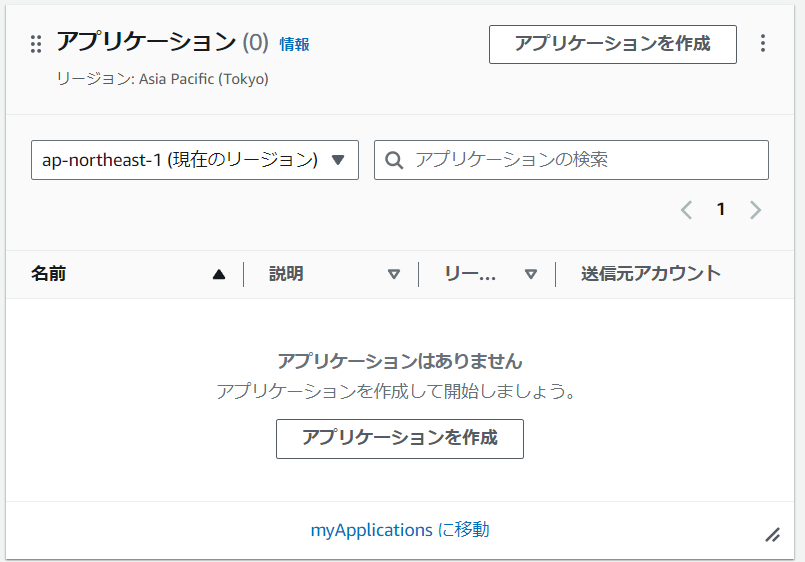 アプリケーション (0) 情報
アプリケーションを作成
リージョン: Asia Pacific (Tokyo)
ap-northeast-1 (現在のリージョン)
アプリケーションの検索
1
名前 説明 リー... 送信元アカウント
アプリケーションはありません
アプリケーションを作成して開始しましょう。
アプリケーションを作成
myApplications に移動